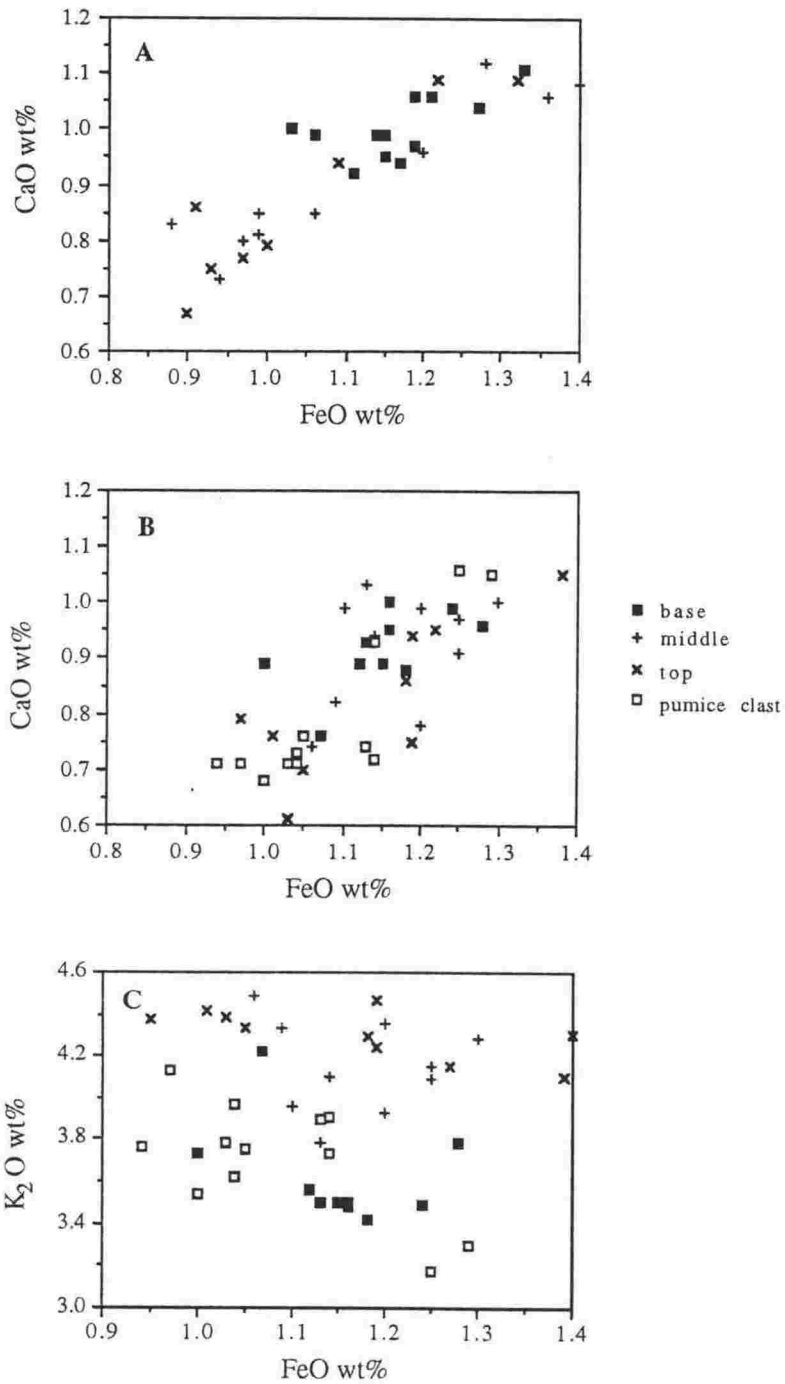 1.2
A
1.1
1.0
0.9
0.8
0.7
0.6
CaO wt%
0.8 0.9 1.0 1.1 1.2 1.3 1.4
FeO wt%
1.2
B
1.1
1.0
0.9
0.8
0.7
0.6
CaO wt%
0.8 0.9 1.0 1.1 1.2 1.3 1.4
FeO wt%
base
middle
top
pumice clast
4.6
C
4.2
3.8
3.4
3.0
K2O wt%
0.9 1.0 1.1 1.2 1.3 1.4
FeO wt%